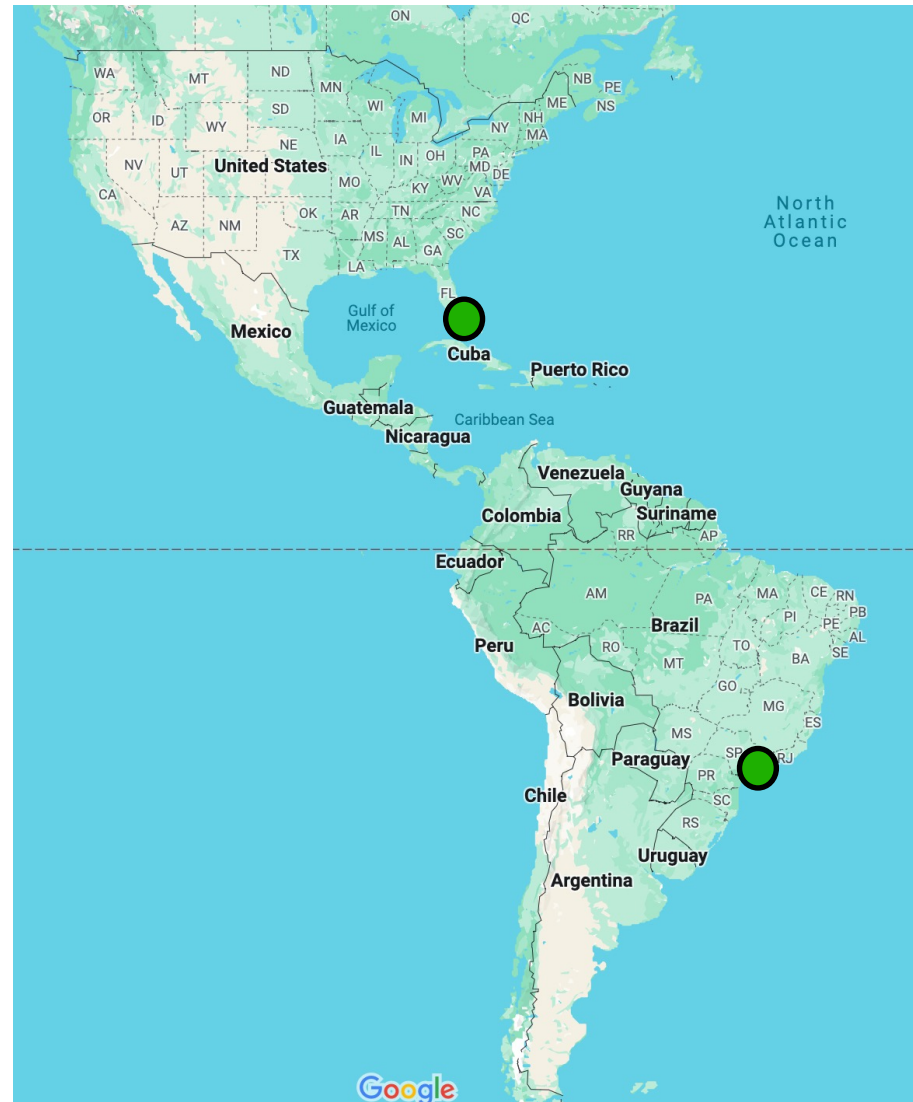 ON
QC
WA
MT
ND
MN
NB
PE
NS
OR
ID
SD
WI
MI
ME
NH
MA
WY
NY
NE
IA
IL
IN
OH
PA
MD
DE
NV
UT
United States
MO
KY
WV
VA
CA
AZ
NM
OK
AR
TN
NC
SC
MS
AL
GA
TX
LA
FL
North
Atlantic
Ocean
Gulf of
Mexico
Mexico
Cuba
Puerto Rico
Guatemala
Caribbean Sea
Nicaragua
Venezuela
Guyana
Colombia
Suriname
RR
AP
Ecuador
AM
PA
MA
CE
RN
PB
PI
PE
AL
SE
AC
Brazil
Peru
RO
MT
TO
BA
GO
Bolivia
MG
ES
MS
SP
RJ
Paraguay
PR
Chile
SC
RS
Uruguay
Argentina
Google